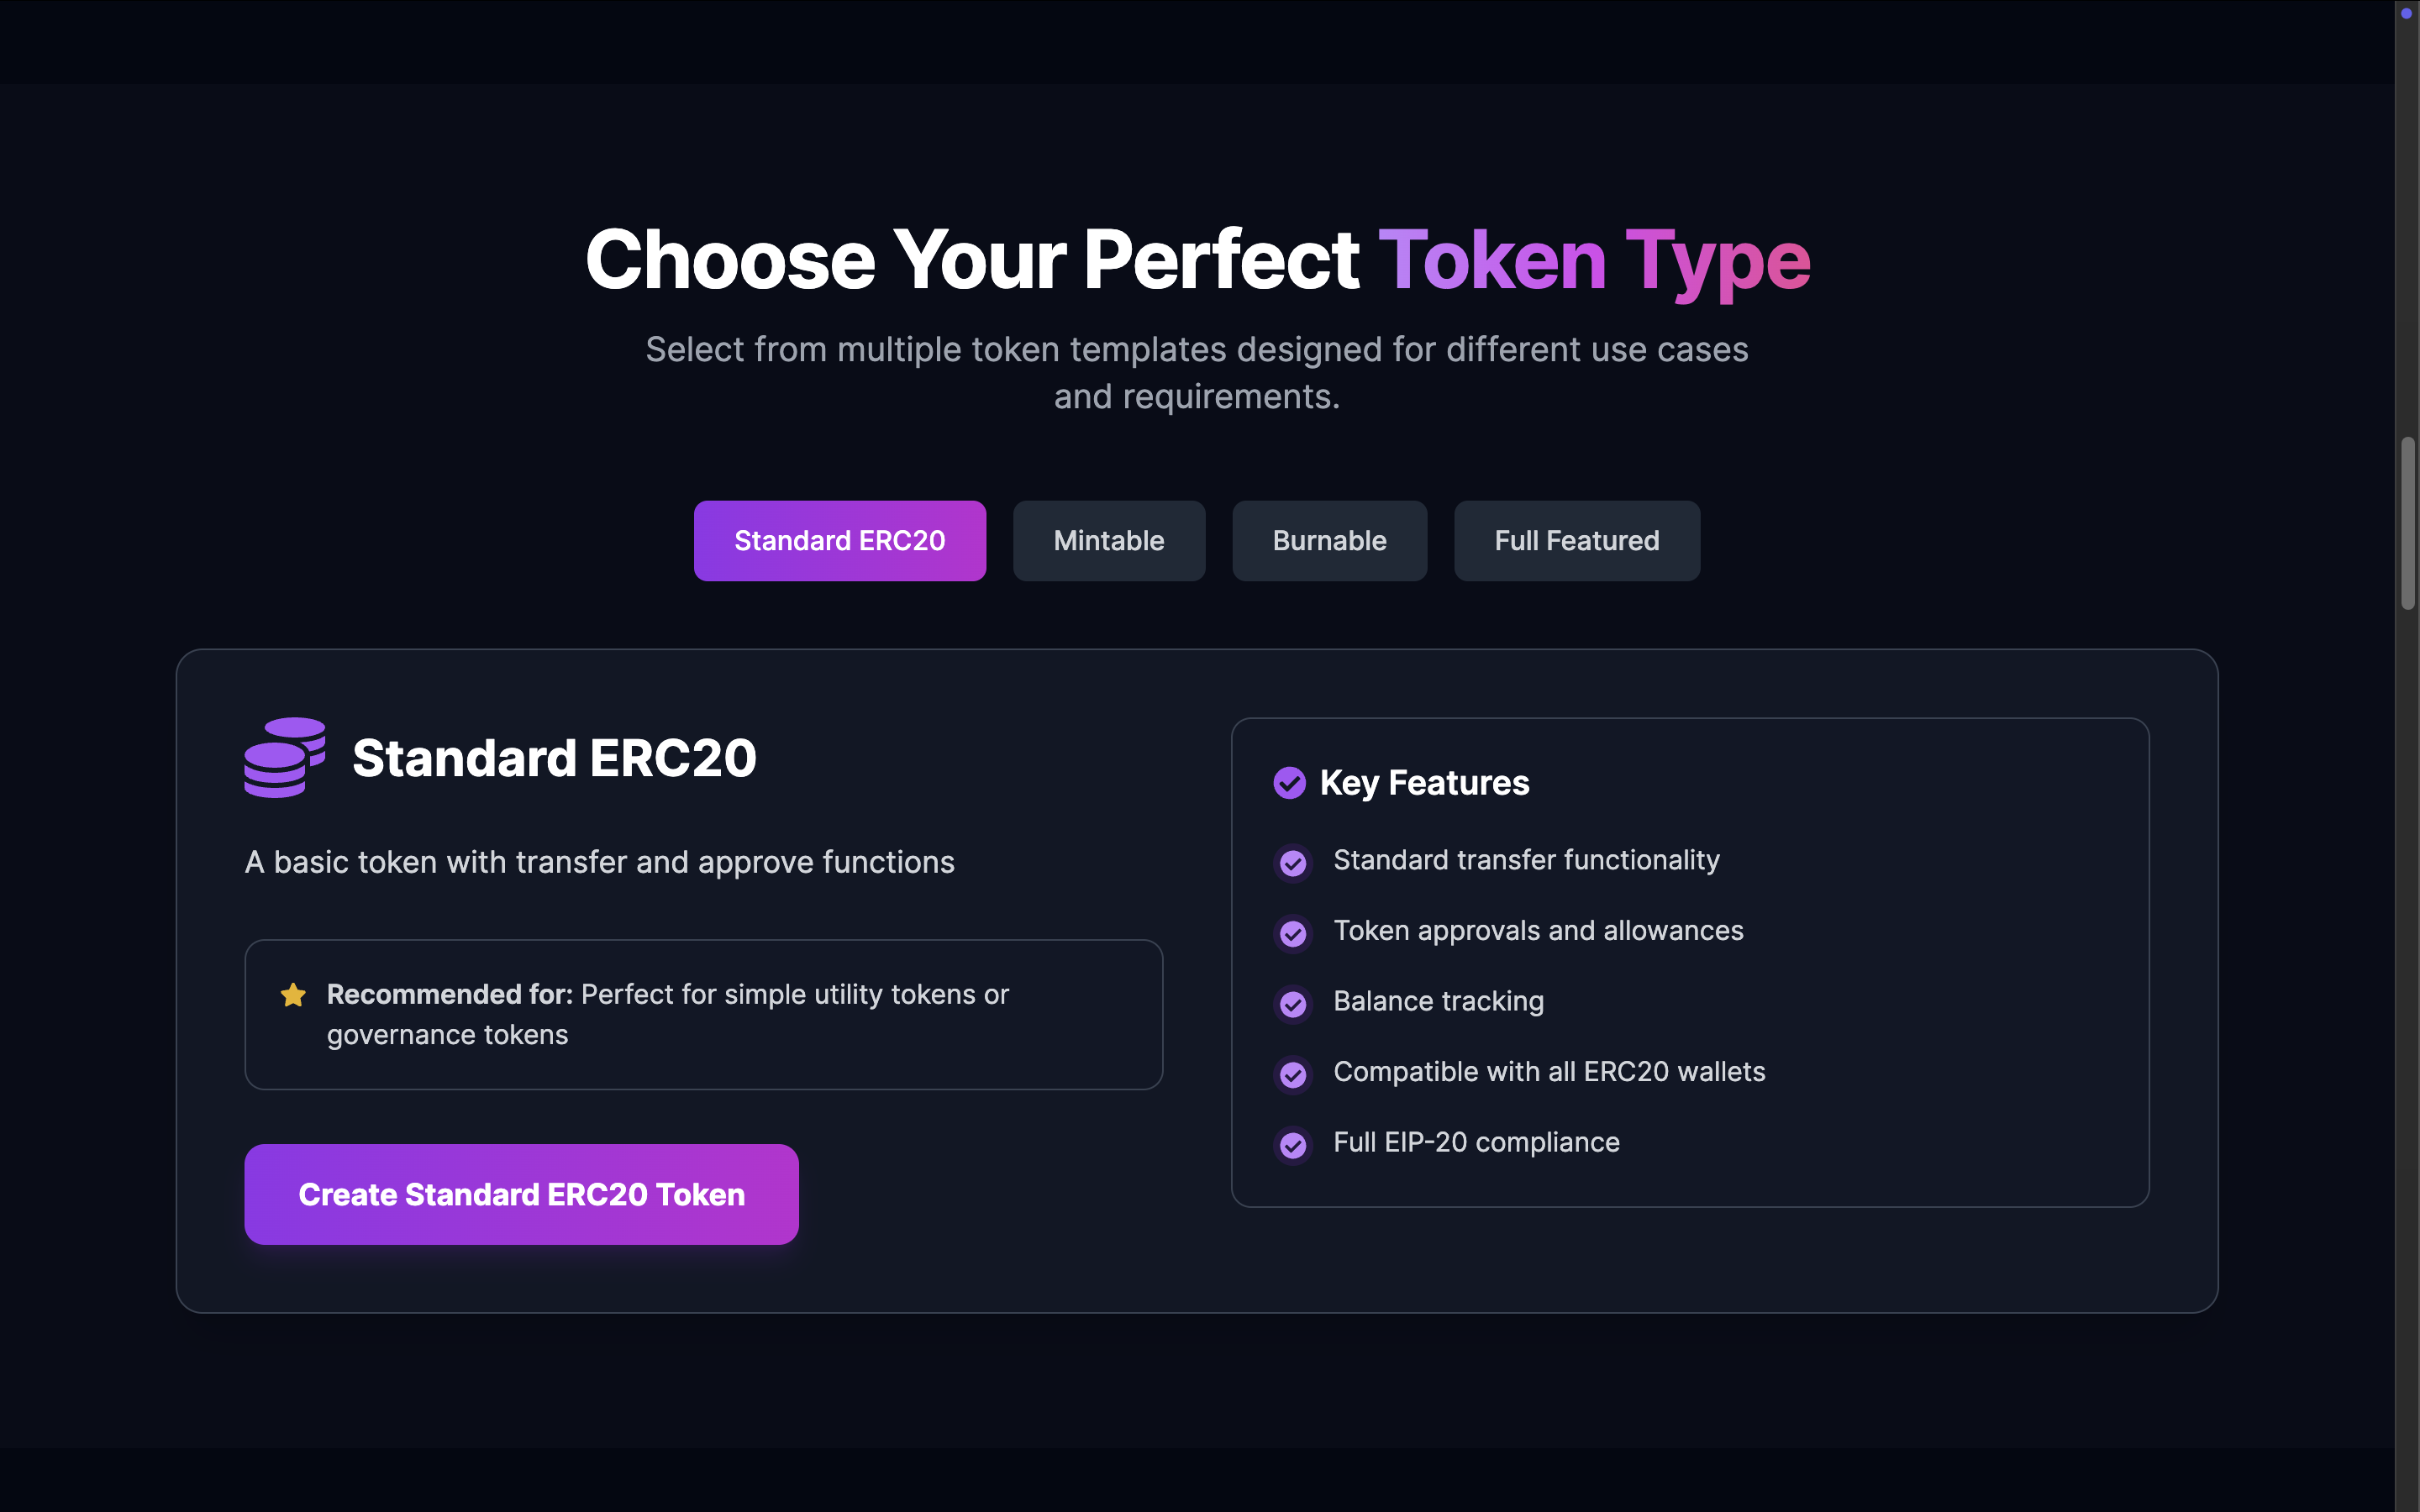 Choose Your Perfect Token Type
Select from multiple token templates designed for different use cases
and requirements.
Standard ERC20
Mintable
Burnable
Full Featured
Standard ERC20
A basic token with transfer and approve functions
Recommended for: Perfect for simple utility tokens or
governance tokens
Create Standard ERC20 Token
Key Features
Standard transfer functionality
Token approvals and allowances
Balance tracking
Compatible with all ERC20 wallets
Full EIP-20 compliance